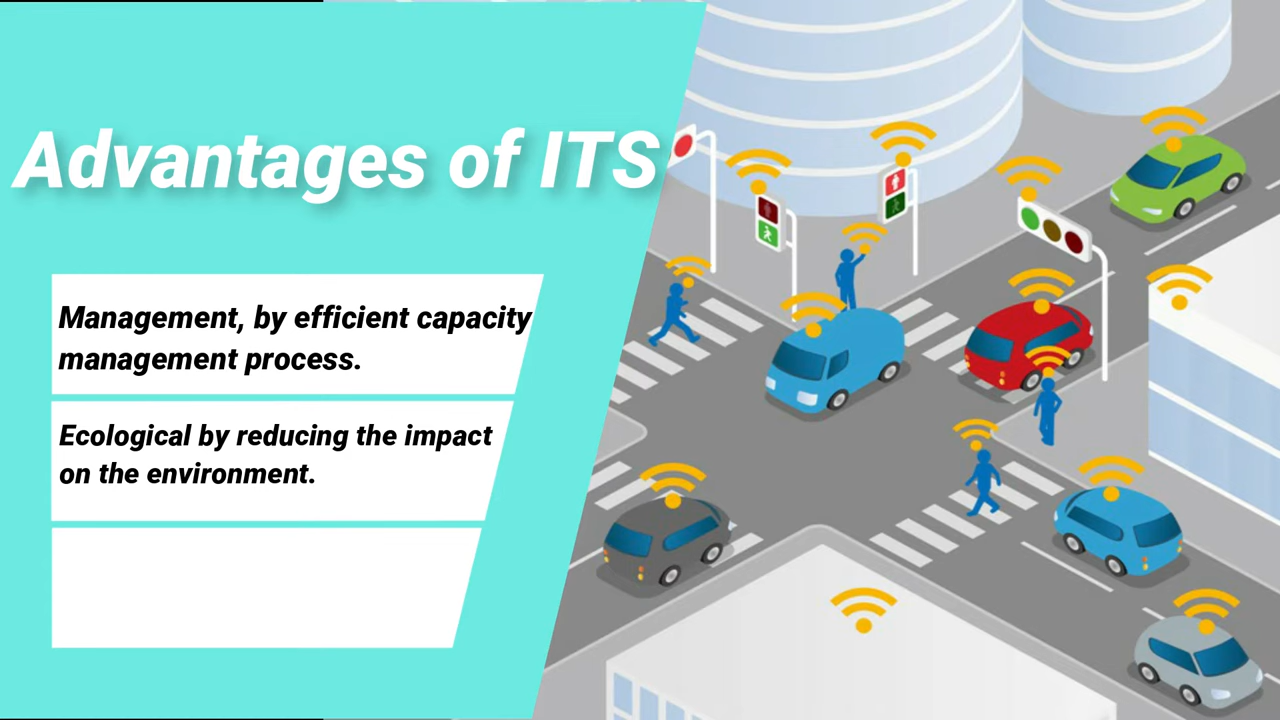 Advantages of ITS
Management, by efficient capacity
management process.
Ecological by reducing the impact
on the environment.